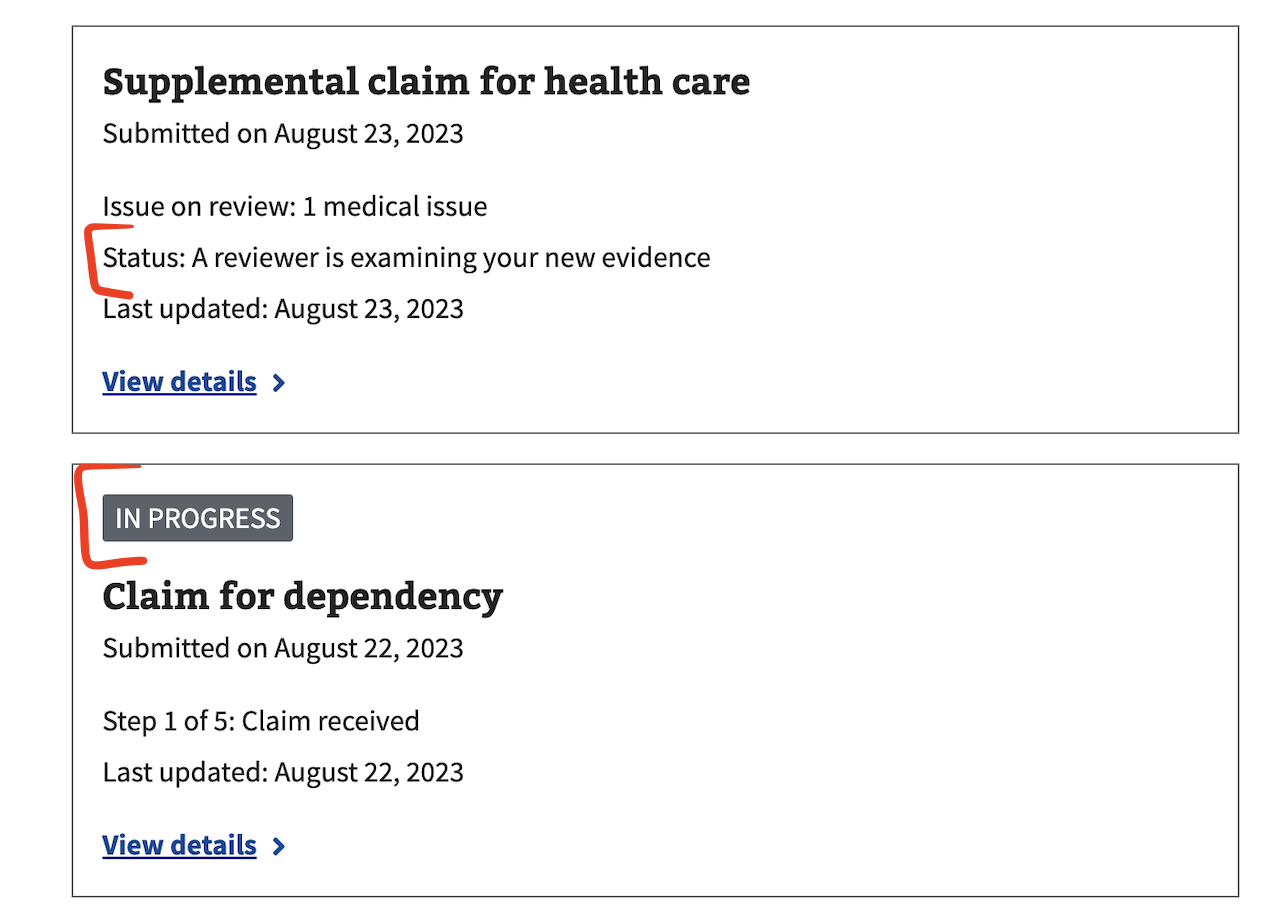 Supplemental claim for health care
Submitted on August 23, 2023
Issue on review: 1 medical issue
Status: A reviewer is examining your new evidence
Last updated: August 23, 2023
View details
IN PROGRESS
Claim for dependency
Submitted on August 22, 2023
Step 1 of 5: Claim received
Last updated: August 22, 2023
View details